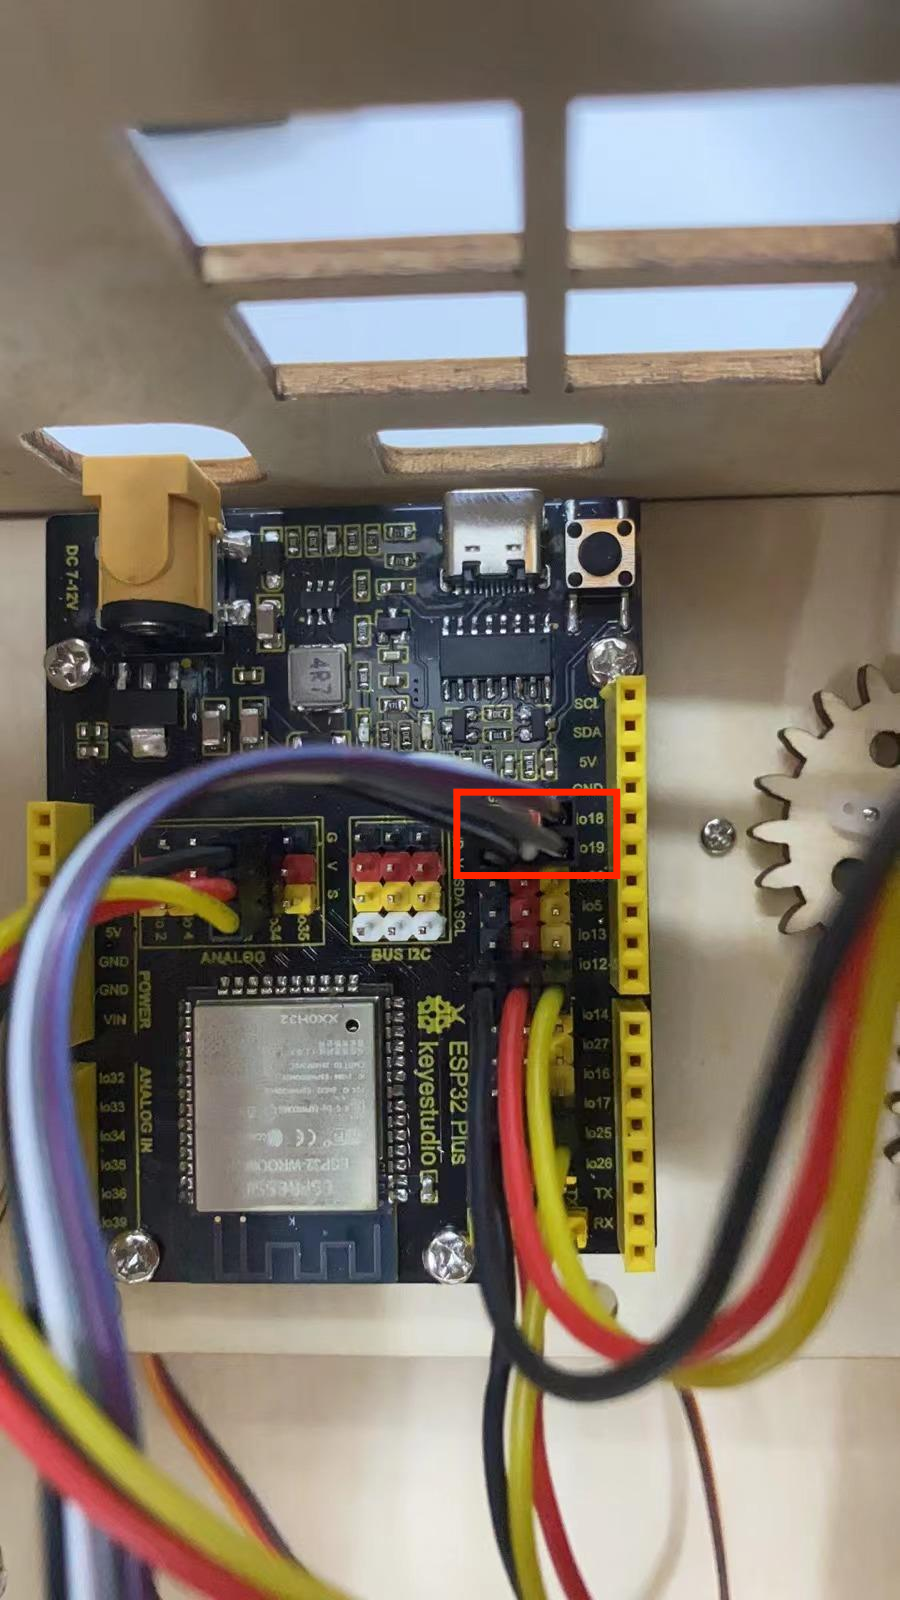 DC 7-12V
4R7
SCL
SDA
5V
GND
io18
io19
io5
io13
io12
io14
io27
io16
io17
io25
io26
TX
RX
G
V
S
io2
io4
io34
io35
ANALOG
BUS I2C
SDA SCL
5V
GND
GND
VIN
POWER
io32
io33
io34
io35
io36
io39
ANALOG IN
ESP32 Plus
keyestudio
XX0H32
ESP32-WROOM
ESPRESSIF
K